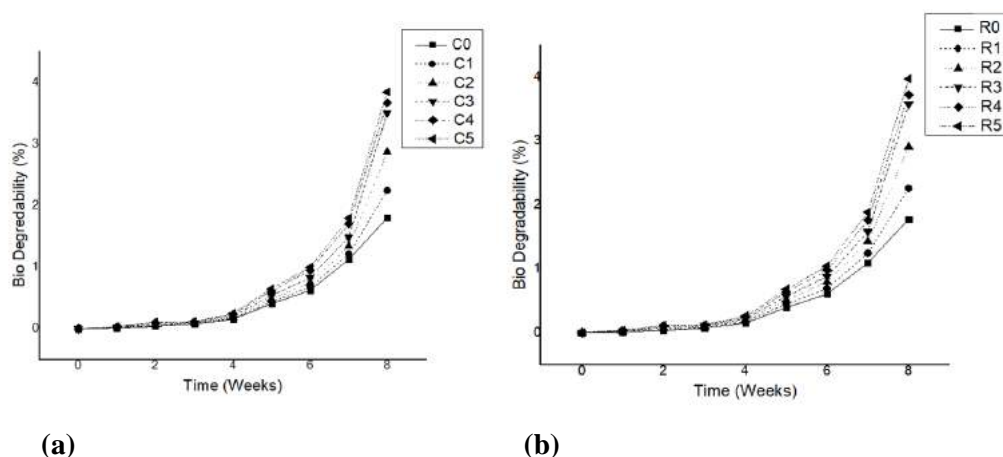 C0
C1
C2
C3
C4
C5
4
3
2
1
0
Bio Degredability (%)
0 2 4 6 8
Time (Weeks)
(a)
R0
R1
R2
R3
R4
R5
4
3
2
1
0
Bio Degradability (%)
0 2 4 6 8
Time (Weeks)
(b)